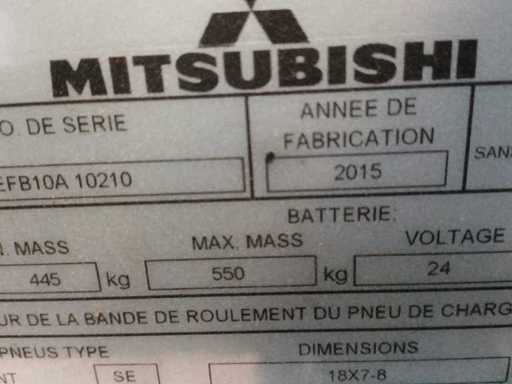 MITSUBISHI
O. DE SERIE
ANNEE DE
FABRICATION
EFB10A 10210
2015
SAN
BATTERIE:
N. MASS
MAX. MASS
VOLTAGE
445 kg
550 kg
24
UR DE LA BANDE DE ROULEMENT DU PNEU DE CHARG
PNEUS TYPE
DIMENSIONS
NT
SE
18X7-8